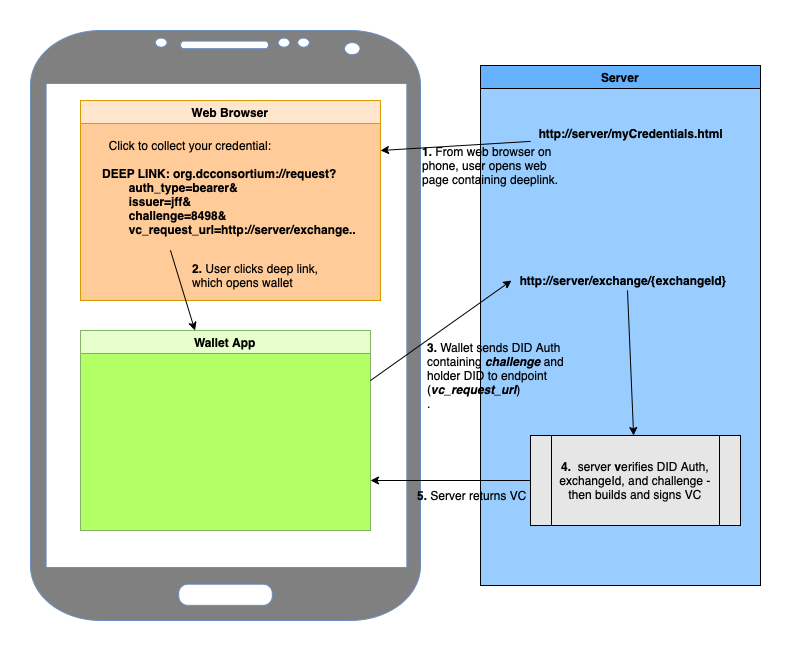 Server
Web Browser
http://server/myCredentials.html
Click to collect your credential:
1. From web browser on
phone, user opens web
page containing deeplink.
DEEP LINK: org.dcconsortium://request?
auth_type=bearer&
issuer=jff&
challenge=8498&
vc_request_url=http://server/exchange..
2. User clicks deep link,
which opens wallet
http://server/exchange/{exchangeId}
Wallet App
3. Wallet sends DID Auth
containing challenge and
holder DID to endpoint
(vc_request_url)
.
4. server verifies DID Auth,
exchangeId, and challenge -
then builds and signs VC
5. Server returns VC